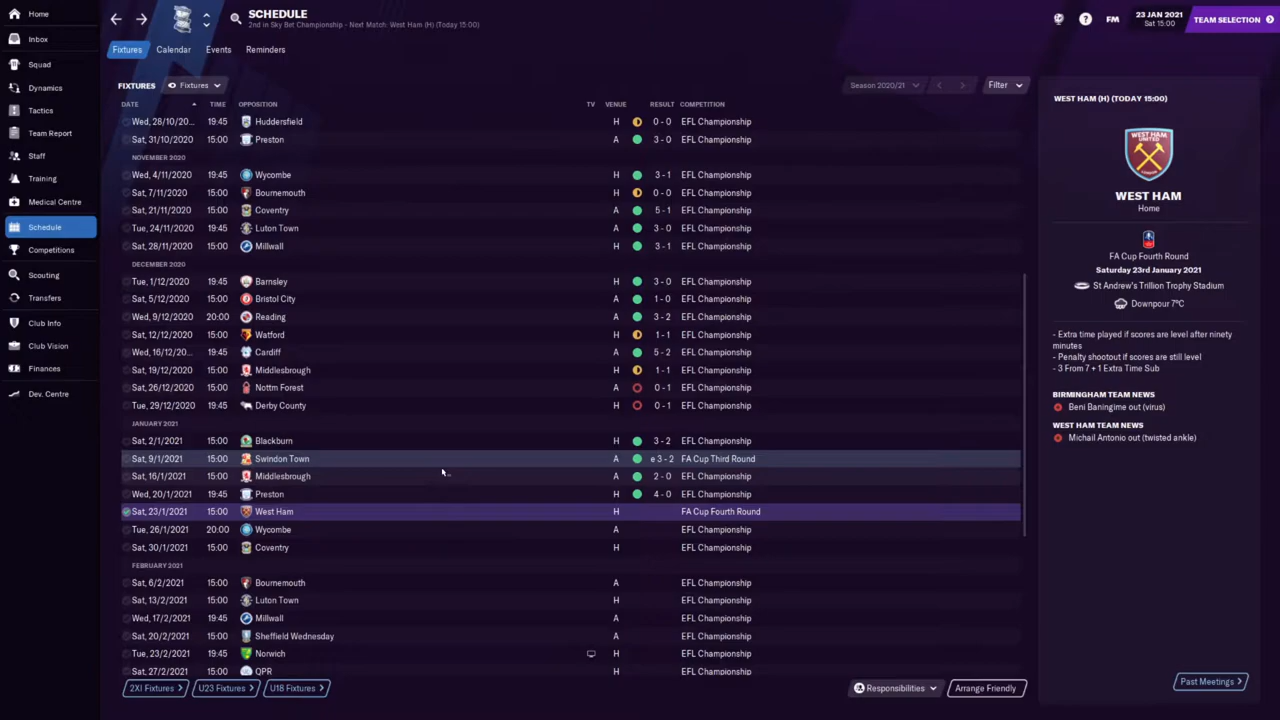 Home
Inbox
Squad
Dynamics
Tactics
Team Report
Staff
Training
Medical Centre
Schedule
Competitions
Scouting
Transfers
Club Info
Club Vision
Finances
Dev. Centre
SCHEDULE
2nd in Sky Bet Championship - Next Match: West Ham (H) (Today 15:00)
FM
23 JAN 2021
Sat 15:00
TEAM SELECTION
Fixtures Calendar Events Reminders
FIXTURES Fixtures Season 2020/21 Filter
DATE TIME OPPOSITION TV VENUE RESULT COMPETITION
Wed, 28/10/20... 19:45 Huddersfield H 0 - 0 EFL Championship
Sat, 31/10/2020 15:00 Preston A 3 - 0 EFL Championship
NOVEMBER 2020
Wed, 4/11/2020 19:45 Wycombe H 3 - 1 EFL Championship
Sat, 7/11/2020 15:00 Bournemouth H 0 - 0 EFL Championship
Sat, 21/11/2020 15:00 Coventry A 5 - 1 EFL Championship
Tue, 24/11/2020 19:45 Luton Town A 3 - 0 EFL Championship
Sat, 28/11/2020 15:00 Millwall H 3 - 1 EFL Championship
DECEMBER 2020
Tue, 1/12/2020 19:45 Barnsley H 3 - 0 EFL Championship
Sat, 5/12/2020 15:00 Bristol City A 1 - 0 EFL Championship
Wed, 9/12/2020 20:00 Reading A 3 - 2 EFL Championship
Sat, 12/12/2020 15:00 Watford H 1 - 1 EFL Championship
Wed, 16/12/20... 19:45 Cardiff A 5 - 2 EFL Championship
Sat, 19/12/2020 15:00 Middlesbrough H 1 - 1 EFL Championship
Sat, 26/12/2020 15:00 Nottm Forest A 0 - 1 EFL Championship
Tue, 29/12/2020 19:45 Derby County H 0 - 1 EFL Championship
JANUARY 2021
Sat, 2/1/2021 15:00 Blackburn H 3 - 2 EFL Championship
Sat, 9/1/2021 15:00 Swindon Town A e 3 - 2 FA Cup Third Round
Sat, 16/1/2021 15:00 Middlesbrough A 2 - 0 EFL Championship
Wed, 20/1/2021 19:45 Preston H 4 - 0 EFL Championship
Sat, 23/1/2021 15:00 West Ham H FA Cup Fourth Round
Tue, 26/1/2021 20:00 Wycombe A EFL Championship
Sat, 30/1/2021 15:00 Coventry H EFL Championship
FEBRUARY 2021
Sat, 6/2/2021 15:00 Bournemouth A EFL Championship
Sat, 13/2/2021 15:00 Luton Town H EFL Championship
Wed, 17/2/2021 19:45 Millwall A EFL Championship
Sat, 20/2/2021 15:00 Sheffield Wednesday A EFL Championship
Tue, 23/2/2021 19:45 Norwich H EFL Championship
Sat, 27/2/2021 15:00 QPR H EFL Championship
2XI Fixtures U23 Fixtures U18 Fixtures Responsibilities Arrange Friendly
WEST HAM (H) (TODAY 15:00)
WEST HAM
UNITED
LONDON
WEST HAM
Home
FA Cup Fourth Round
Saturday 23rd January 2021
St Andrew's Trillion Trophy Stadium
Downpour 7°C
- Extra time played if scores are level after ninety
minutes
- Penalty shootout if scores are still level
- 3 From 7 + 1 Extra Time Sub
BIRMINGHAM TEAM NEWS
Beni Baningime out (virus)
WEST HAM TEAM NEWS
Michail Antonio out (twisted ankle)
Past Meetings